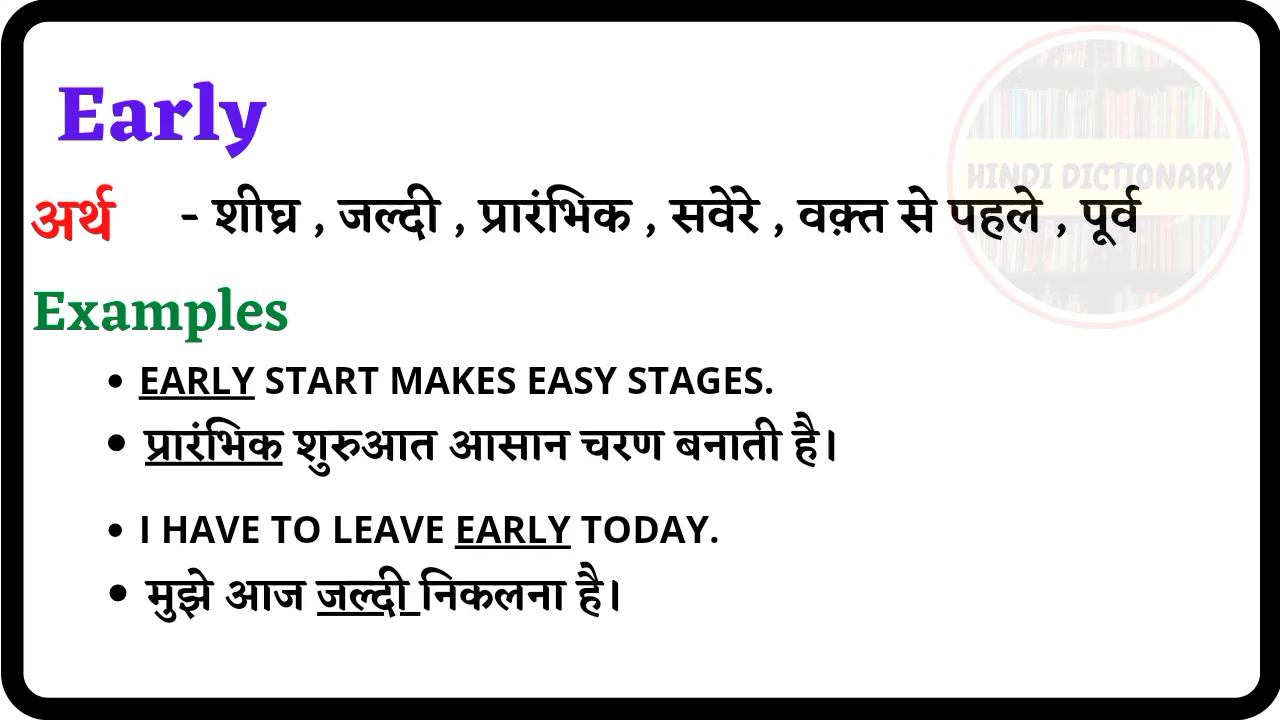 HINDI DICTIONARY
Early
अर्थ - शीघ्र , जल्दी , प्रारंभिक , सवेरे , वक़्त से पहले , पूर्व
Examples
• EARLY START MAKES EASY STAGES.
• प्रारंभिक शुरुआत आसान चरण बनाती है।
• I HAVE TO LEAVE EARLY TODAY.
• मुझे आज जल्दी निकलना है।